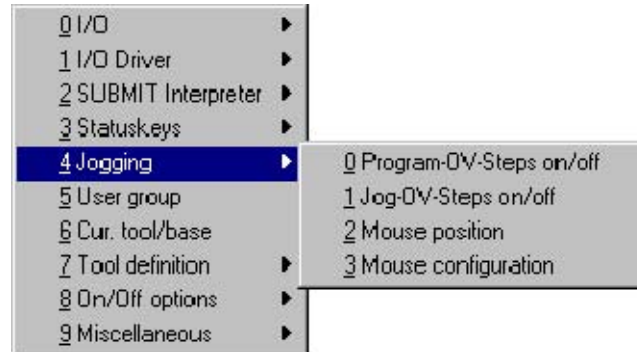 0 I/O
1 I/O Driver
2 SUBMIT Interpreter
3 Statuskeys
4 Jogging
0 Program-OV-Steps on/off
1 Jog-OV-Steps on/off
2 Mouse position
3 Mouse configuration
5 User group
6 Cur. tool/base
7 Tool definition
8 On/Off options
9 Miscellaneous